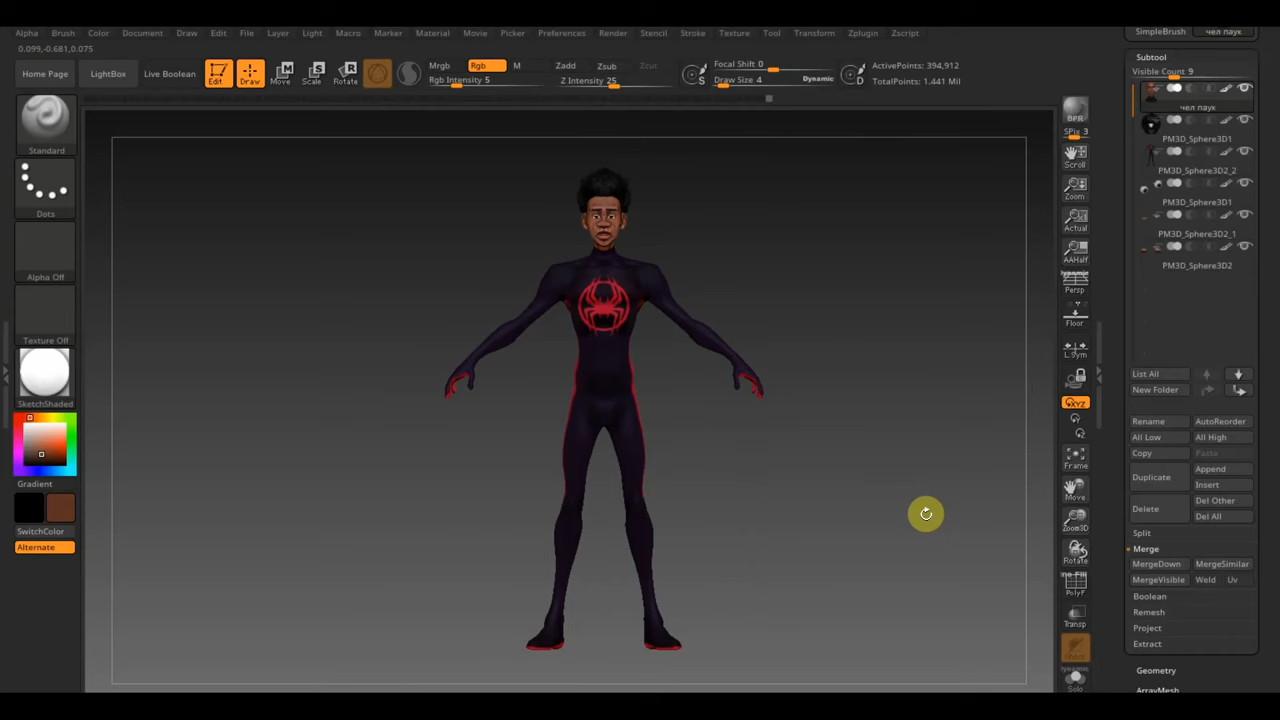 Alpha Brush Color Document Draw Edit File Layer Light Macro Marker Material Movie Picker Preferences Render Stencil Stroke Texture Tool Transform Zplugin Zscript
SimpleBrush чел паук
0.099,-0.681,0.075
Home Page LightBox Live Boolean Edit Draw Move Scale Rotate
Mrgb Rgb M
Rgb Intensity 5
Zadd Zsub Zcut
Z Intensity 25
S
Focal Shift 0
Draw Size 4 Dynamic
D
ActivePoints: 394,912
TotalPoints: 1.441 Mil
Standard
Dots
Alpha Off
Texture Off
SketchShaded
Gradient
SwitchColor
Alternate
BPR
SPix 3
Scroll
Zoom
Actual
AAHalf
Dynamic
Persp
Floor
L.Sym
XYZ
Frame
Move
Zoom3D
Rotate
PolyF
Transp
Dynamic
Solo
Subtool
Visible Count 9
чел паук
PM3D_Sphere3D1
PM3D_Sphere3D2_2
PM3D_Sphere3D1
PM3D_Sphere3D2_1
PM3D_Sphere3D2
List All
New Folder
Rename AutoReorder
All Low All High
Copy Paste
Duplicate Append
Insert
Delete Del Other
Del All
Split
Merge
MergeDown MergeSimilar
MergeVisible Weld Uv
Boolean
Remesh
Project
Extract
Geometry
ArrayMesh